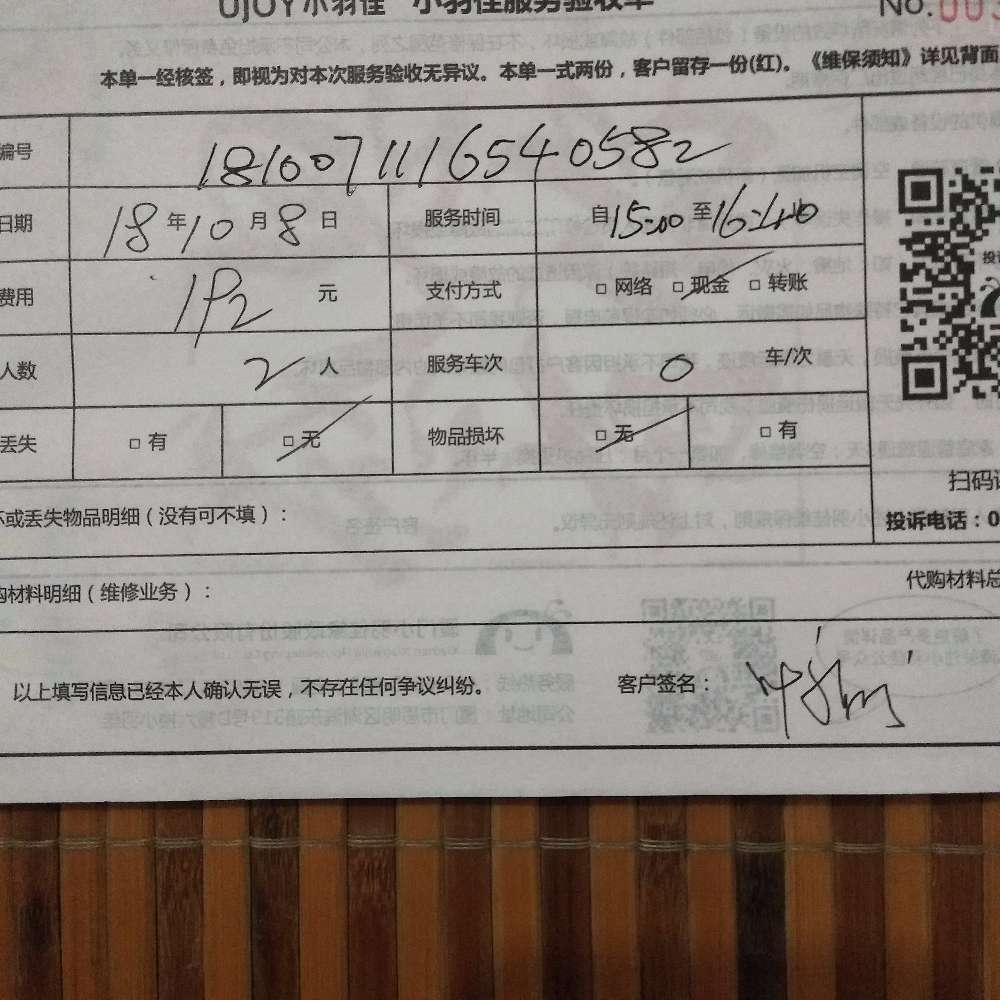 UJOY小羽佳 小羽佳服务验收单 No.00
本单一经核签，即视为对本次服务验收无异议。本单一式两份，客户留存一份(红)。《维保须知》详见背面
编号 1810071116540582
日期 18年10月8日 服务时间 自15:00至16:40
费用 192元 支付方式 □网络 □现金 □转账
人数 2人 服务车次 0 车/次
丢失 □有 □无 物品损坏 □无 □有
扫码
坏或丢失物品明细（没有可不填）：
投诉电话：0
购材料明细（维修业务）： 代购材料总
以上填写信息已经本人确认无误，不存在任何争议纠纷。 客户签名：